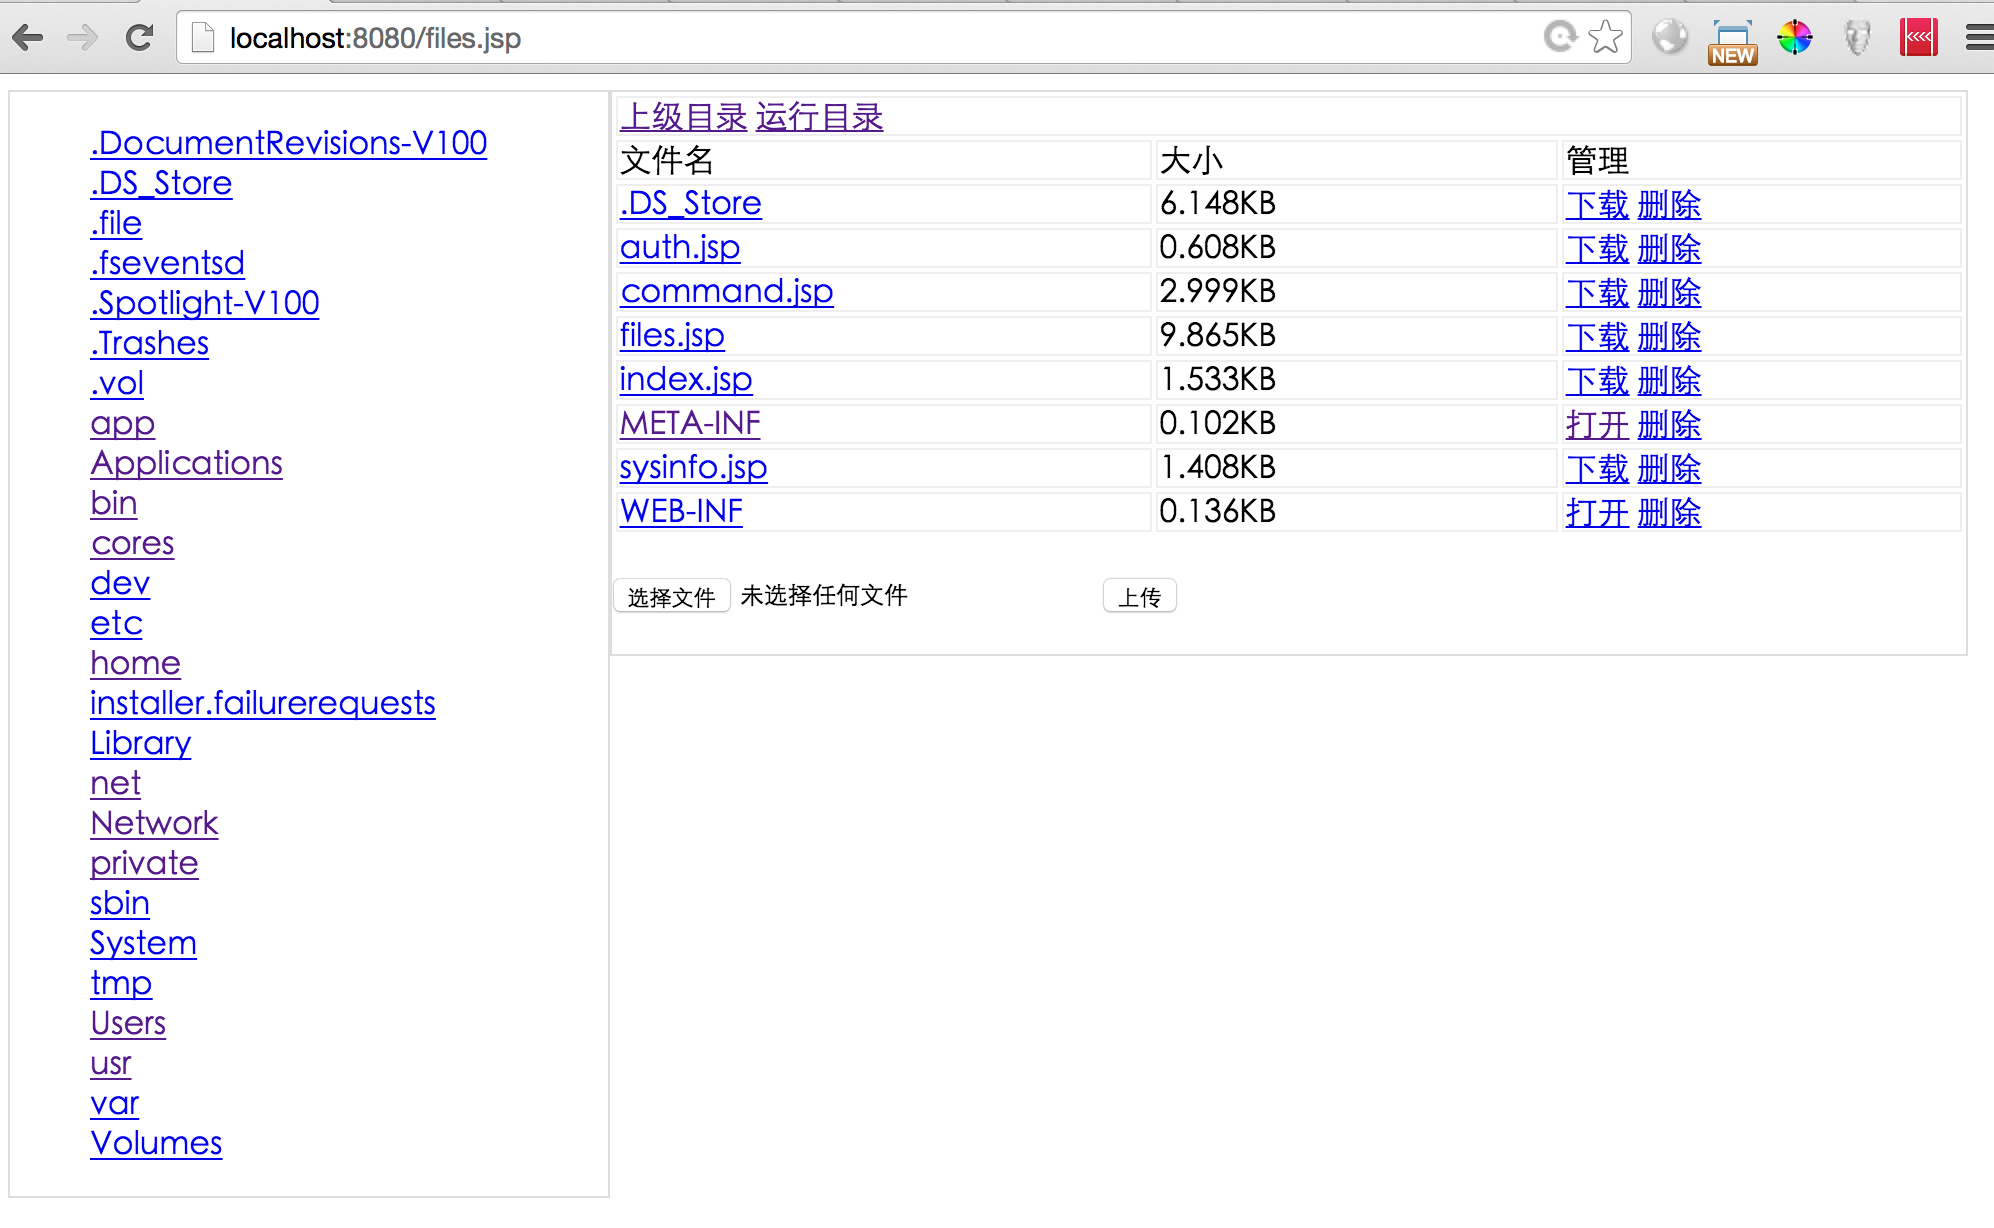 localhost:8080/files.jsp
NEW
.DocumentRevisions-V100
.DS_Store
.file
.fseventsd
.Spotlight-V100
.Trashes
.vol
app
Applications
bin
cores
dev
etc
home
installer.failurerequests
Library
net
Network
private
sbin
System
tmp
Users
usr
var
Volumes
上级目录 运行目录
文件名 大小 管理
.DS_Store 6.148KB 下载 删除
auth.jsp 0.608KB 下载 删除
command.jsp 2.999KB 下载 删除
files.jsp 9.865KB 下载 删除
index.jsp 1.533KB 下载 删除
META-INF 0.102KB 打开 删除
sysinfo.jsp 1.408KB 下载 删除
WEB-INF 0.136KB 打开 删除
选择文件 未选择任何文件 上传